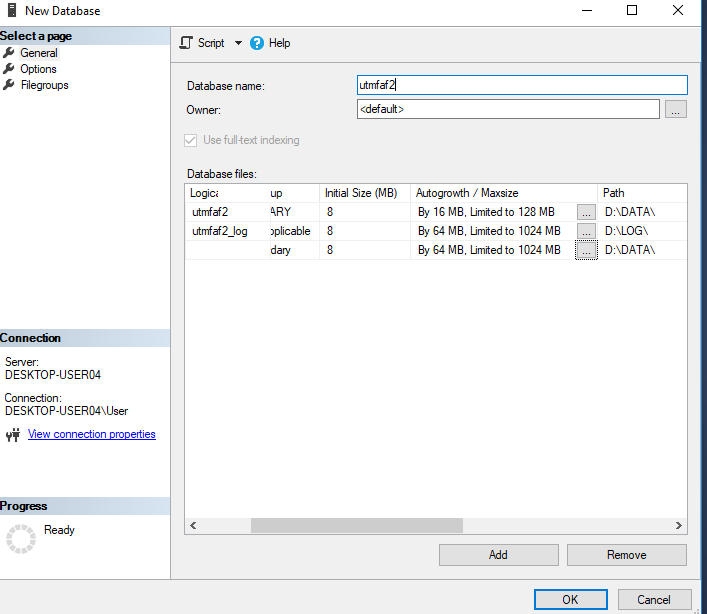 New Database
Select a page
General
Options
Filegroups
Script Help
Database name: utmfaf2
Owner: <default> ...
Use full-text indexing
Database files:
Logica up Initial Size (MB) Autogrowth / Maxsize Path
utmfaf2 ARY 8 By 16 MB, Limited to 128 MB ... D:\DATA\
utmfaf2_log pplicable 8 By 64 MB, Limited to 1024 MB ... D:\LOG\
dary 8 By 64 MB, Limited to 1024 MB ... D:\DATA\
Connection
Server:
DESKTOP-USER04
Connection:
DESKTOP-USER04\User
View connection properties
Progress
Ready
Add Remove
OK Cancel